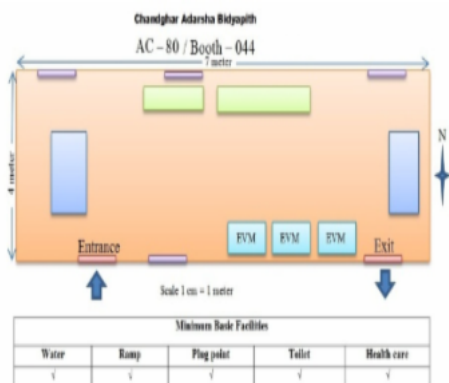 Chandghar Adarsha Bidyapith
AC – 80 / Booth – 044
7 meter
4 meter
N
EVM EVM EVM
Entrance
Exit
Scale 1 cm = 1 meter
Minimum Basic Facilities
Water Ramp Plug point Toilet Health care
√ √ √ √ √